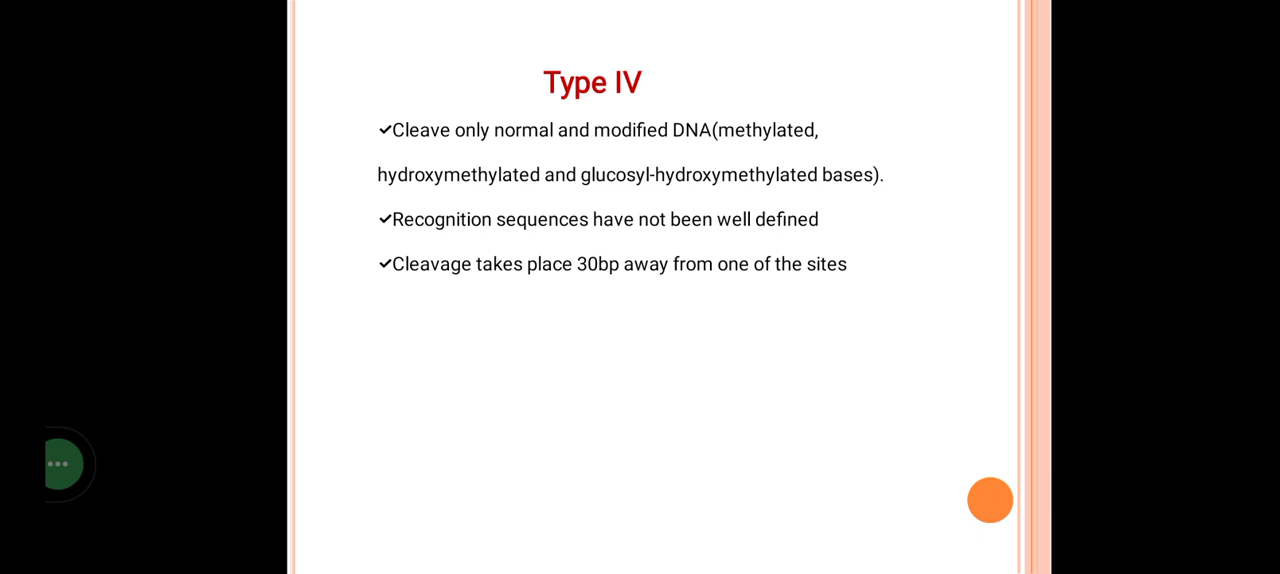 Type IV
✓Cleave only normal and modified DNA(methylated,
hydroxymethylated and glucosyl-hydroxymethylated bases).
✓Recognition sequences have not been well defined
✓Cleavage takes place 30bp away from one of the sites